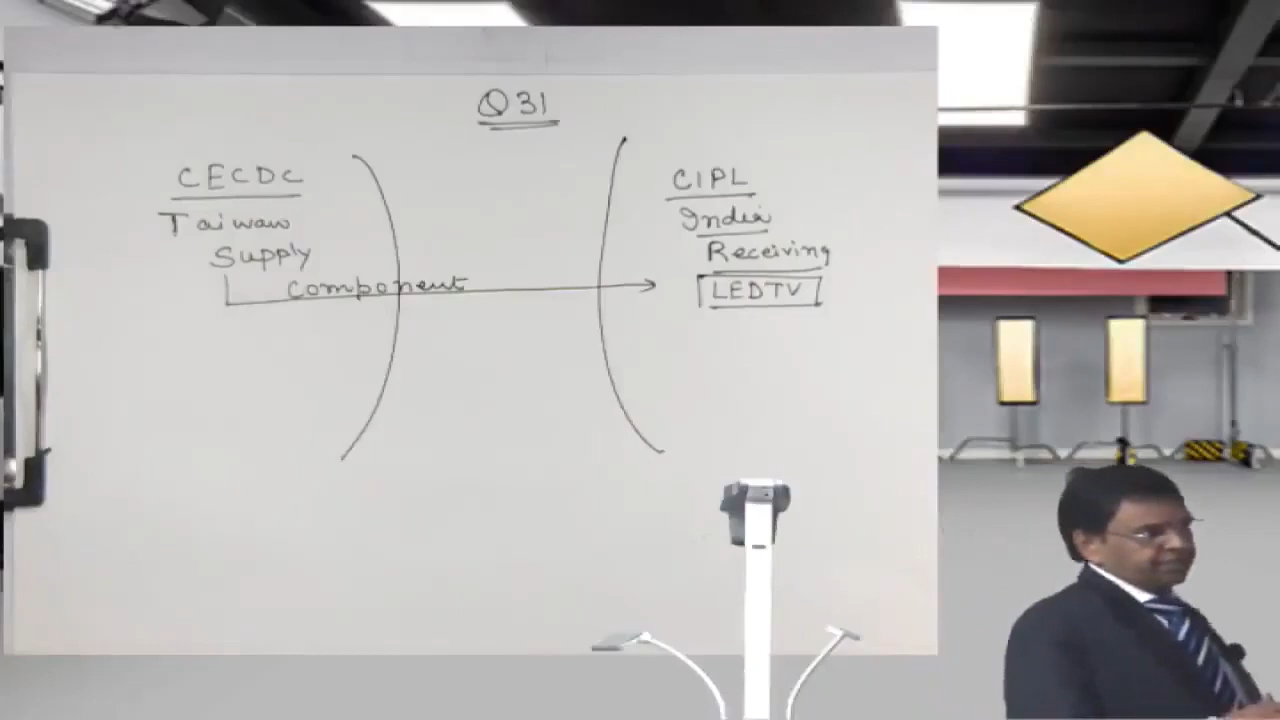 Q31
CECDC
Taiwan
Supply
Component
CIPL
India
Receiving
LEDTV